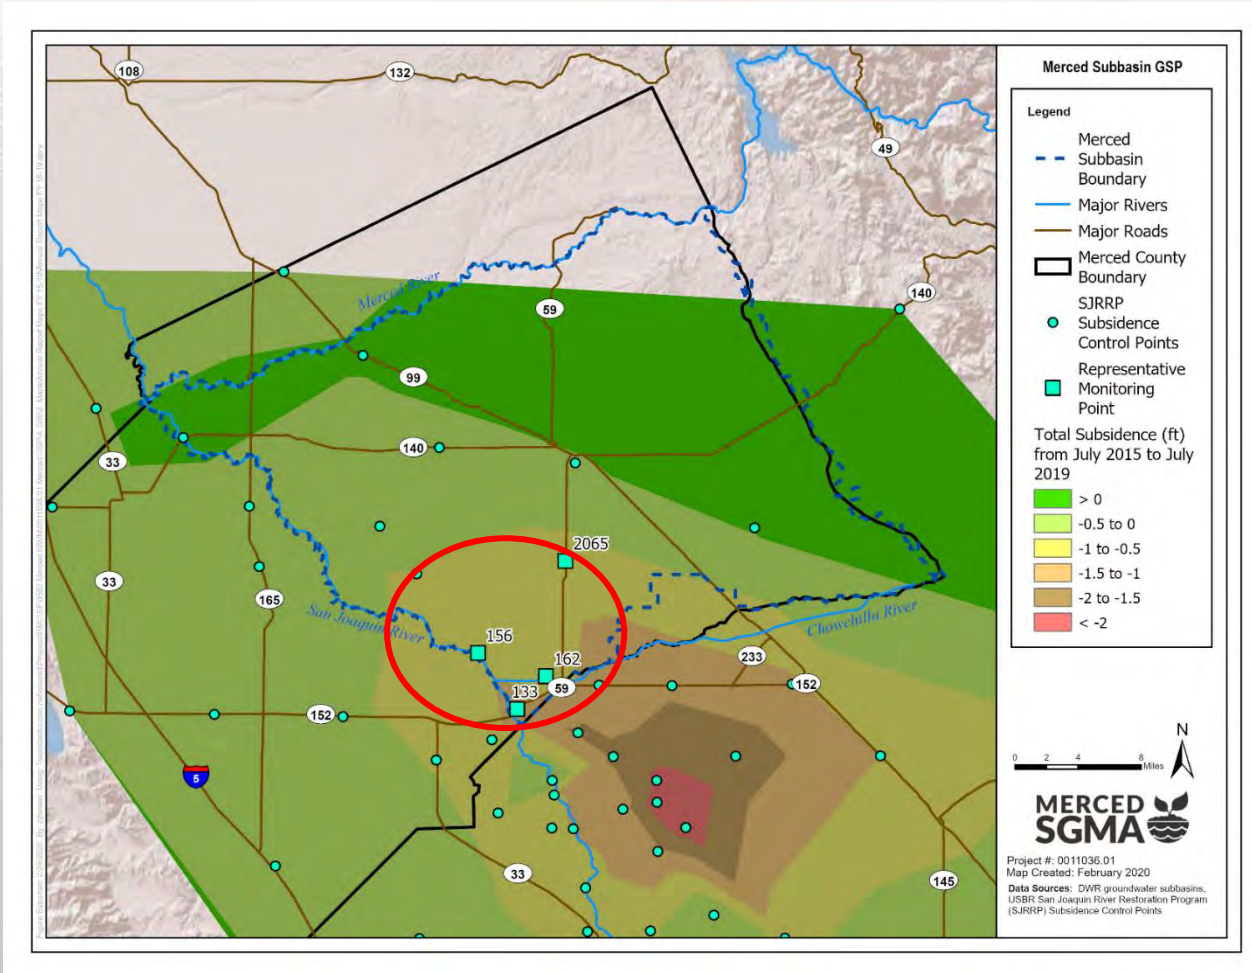 Merced Subbasin GSP
Legend
Merced
Subbasin
Boundary
Major Rivers
Major Roads
Merced County
Boundary
SJRRP
Subsidence
Control Points
Representative
Monitoring
Point
Total Subsidence (ft)
from July 2015 to July
2019
> 0
-0.5 to 0
-1 to -0.5
-1.5 to -1
-2 to -1.5
< -2
N
0 4 8
Miles
MERCED
SGMA
Project #: 0011036.01
Map Created: February 2020
Data Sources: DWR groundwater subbasins,
USBR San Joaquin River Restoration Program
(SJRRP) Subsidence Control Points
108
132
49
140
Merced River
59
99
140
33
2065
33
165
San Joaquin River
156
Chowchilla River
162
233
59
152
133
152
5
33
145